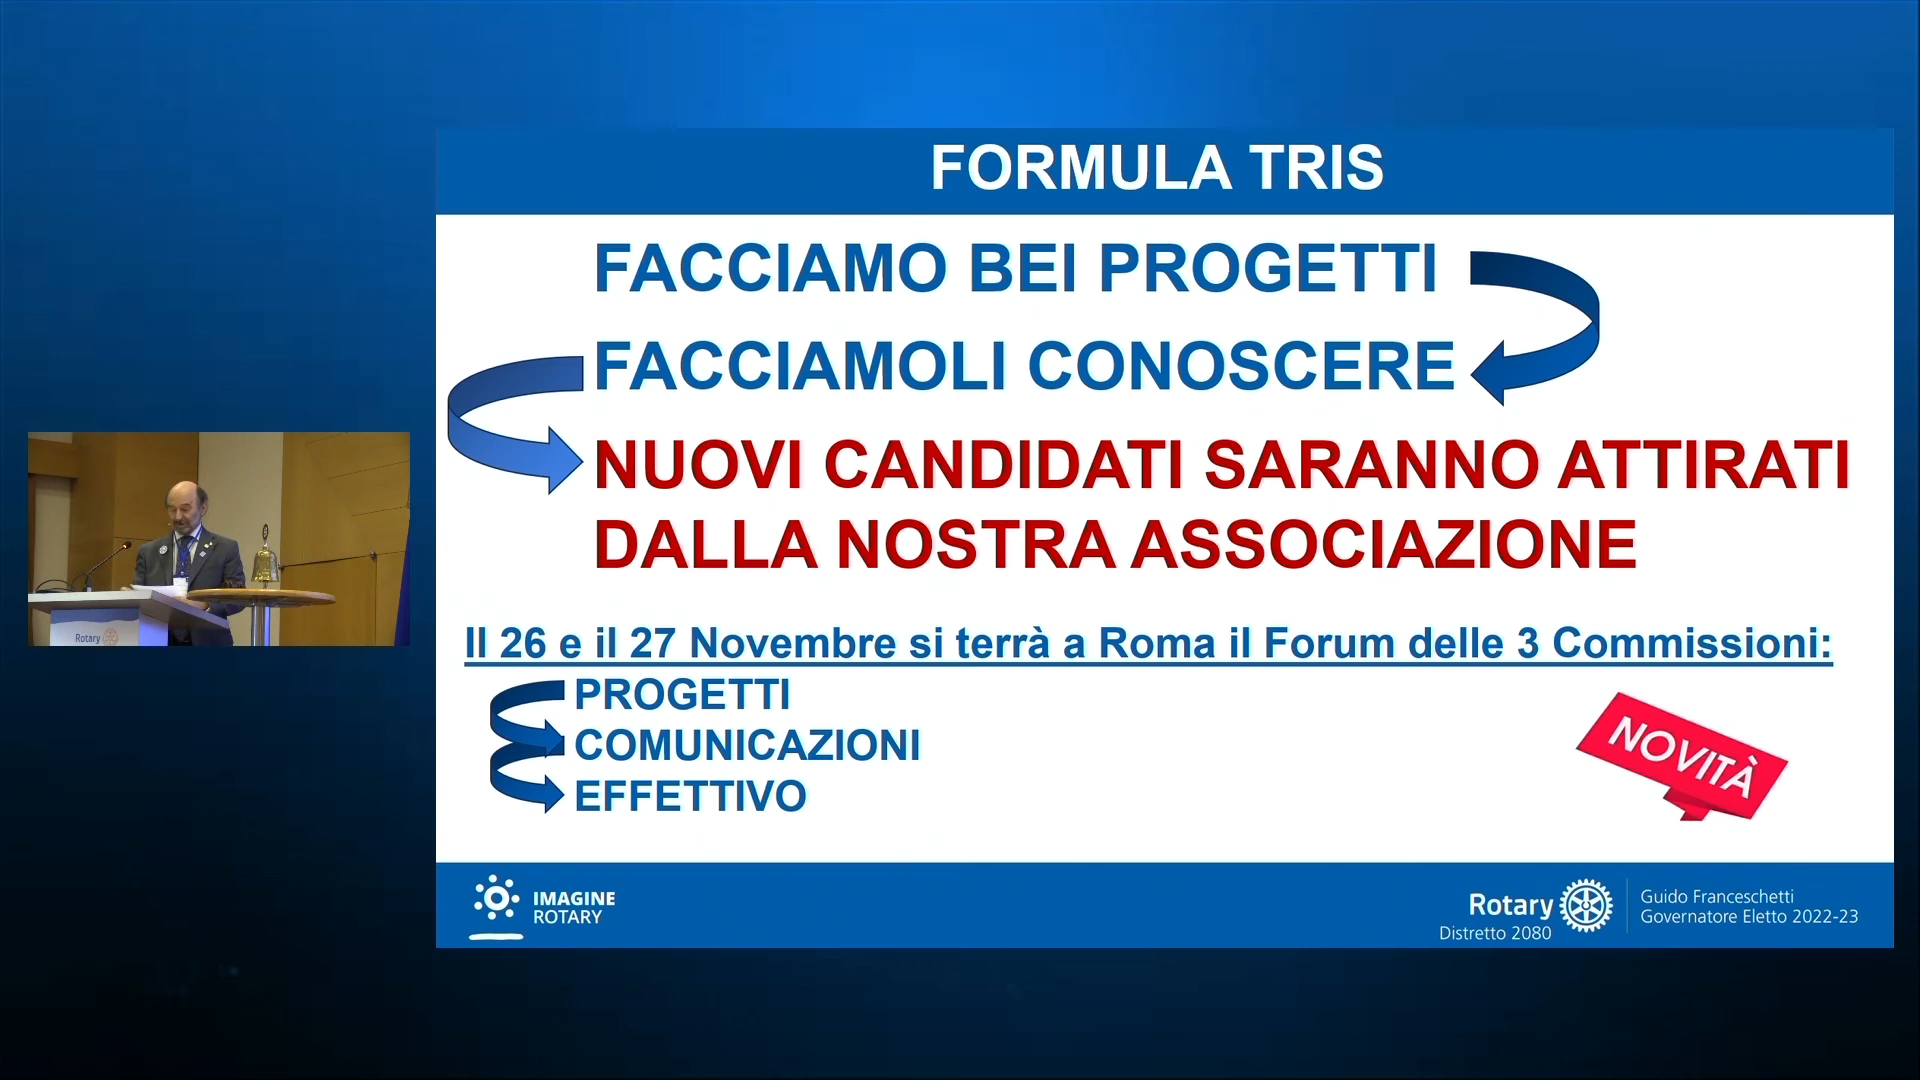 FORMULA TRIS
FACCIAMO BEI PROGETTI
FACCIAMOLI CONOSCERE
NUOVI CANDIDATI SARANNO ATTIRATI
DALLA NOSTRA ASSOCIAZIONE
Il 26 e il 27 Novembre si terrà a Roma il Forum delle 3 Commissioni:
PROGETTI
COMUNICAZIONI
EFFETTIVO
NOVITÀ
Rotary
IMAGINE
ROTARY
Rotary
Distretto 2080
Guido Franceschetti
Governatore Eletto 2022-23